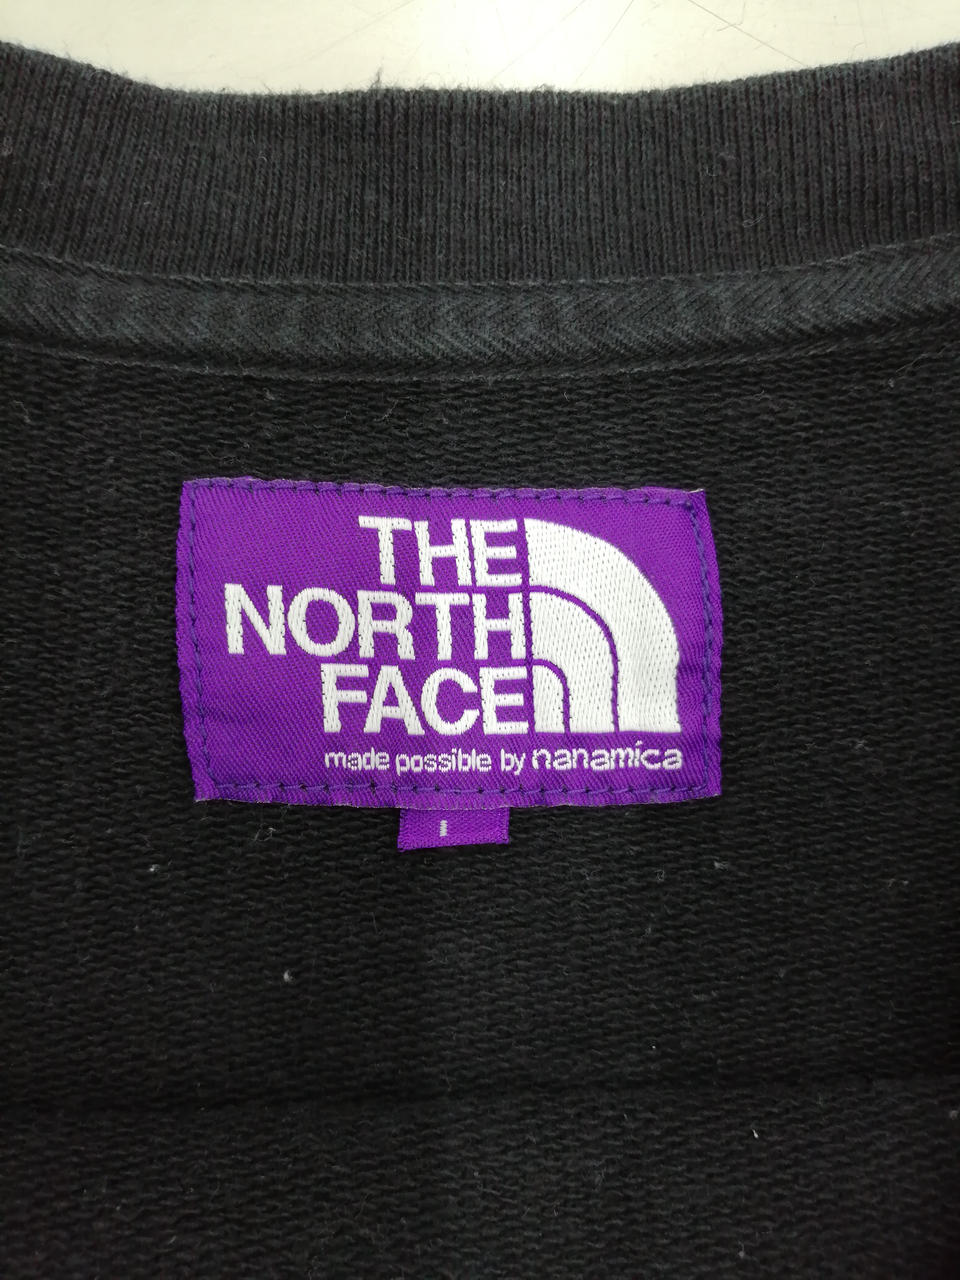 THE
NORTH
FACE
made possible by nanamica
I